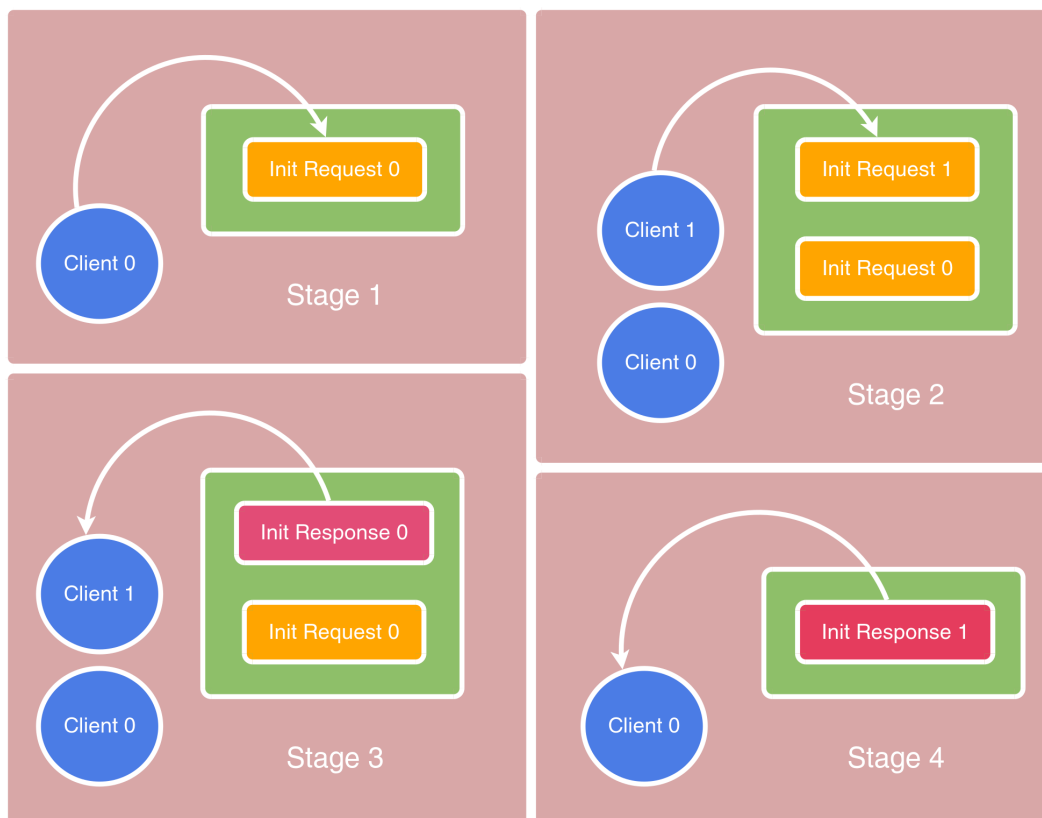 Init Request 0
Client 0
Stage 1
Init Request 1
Client 1
Init Request 0
Client 0
Stage 2
Init Response 0
Client 1
Init Request 0
Client 0
Stage 3
Init Response 1
Client 0
Stage 4